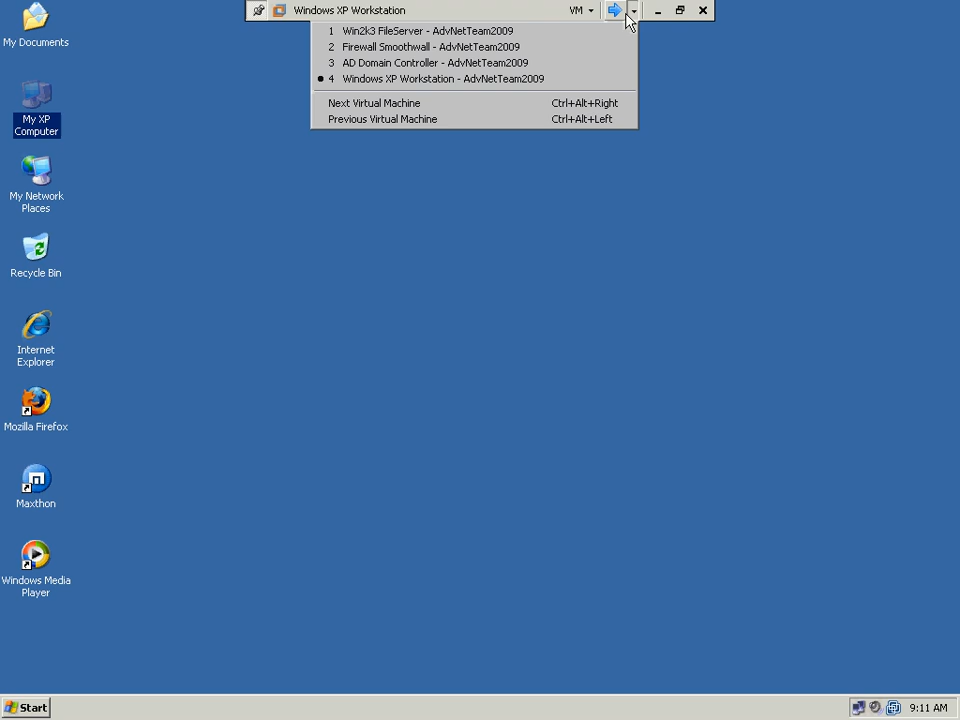 Windows XP Workstation
VM
1 Win2k3 FileServer - AdvNetTeam2009
2 Firewall Smoothwall - AdvNetTeam2009
3 AD Domain Controller - AdvNetTeam2009
4 Windows XP Workstation - AdvNetTeam2009
Next Virtual Machine Ctrl+Alt+Right
Previous Virtual Machine Ctrl+Alt+Left
My Documents
My XP
Computer
My Network
Places
Recycle Bin
Internet
Explorer
Mozilla Firefox
Maxthon
Windows Media
Player
Start
9:11 AM